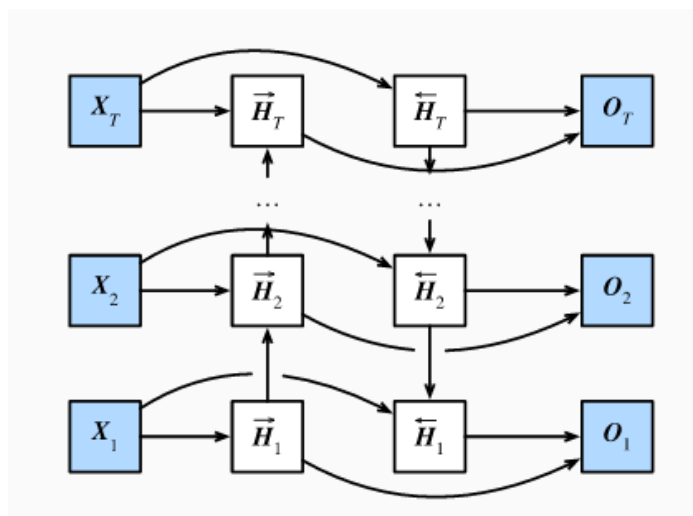 X_T H⃗_T H⃖_T O_T
... ...
X_2 H⃗_2 H⃖_2 O_2
X_1 H⃗_1 H⃖_1 O_1